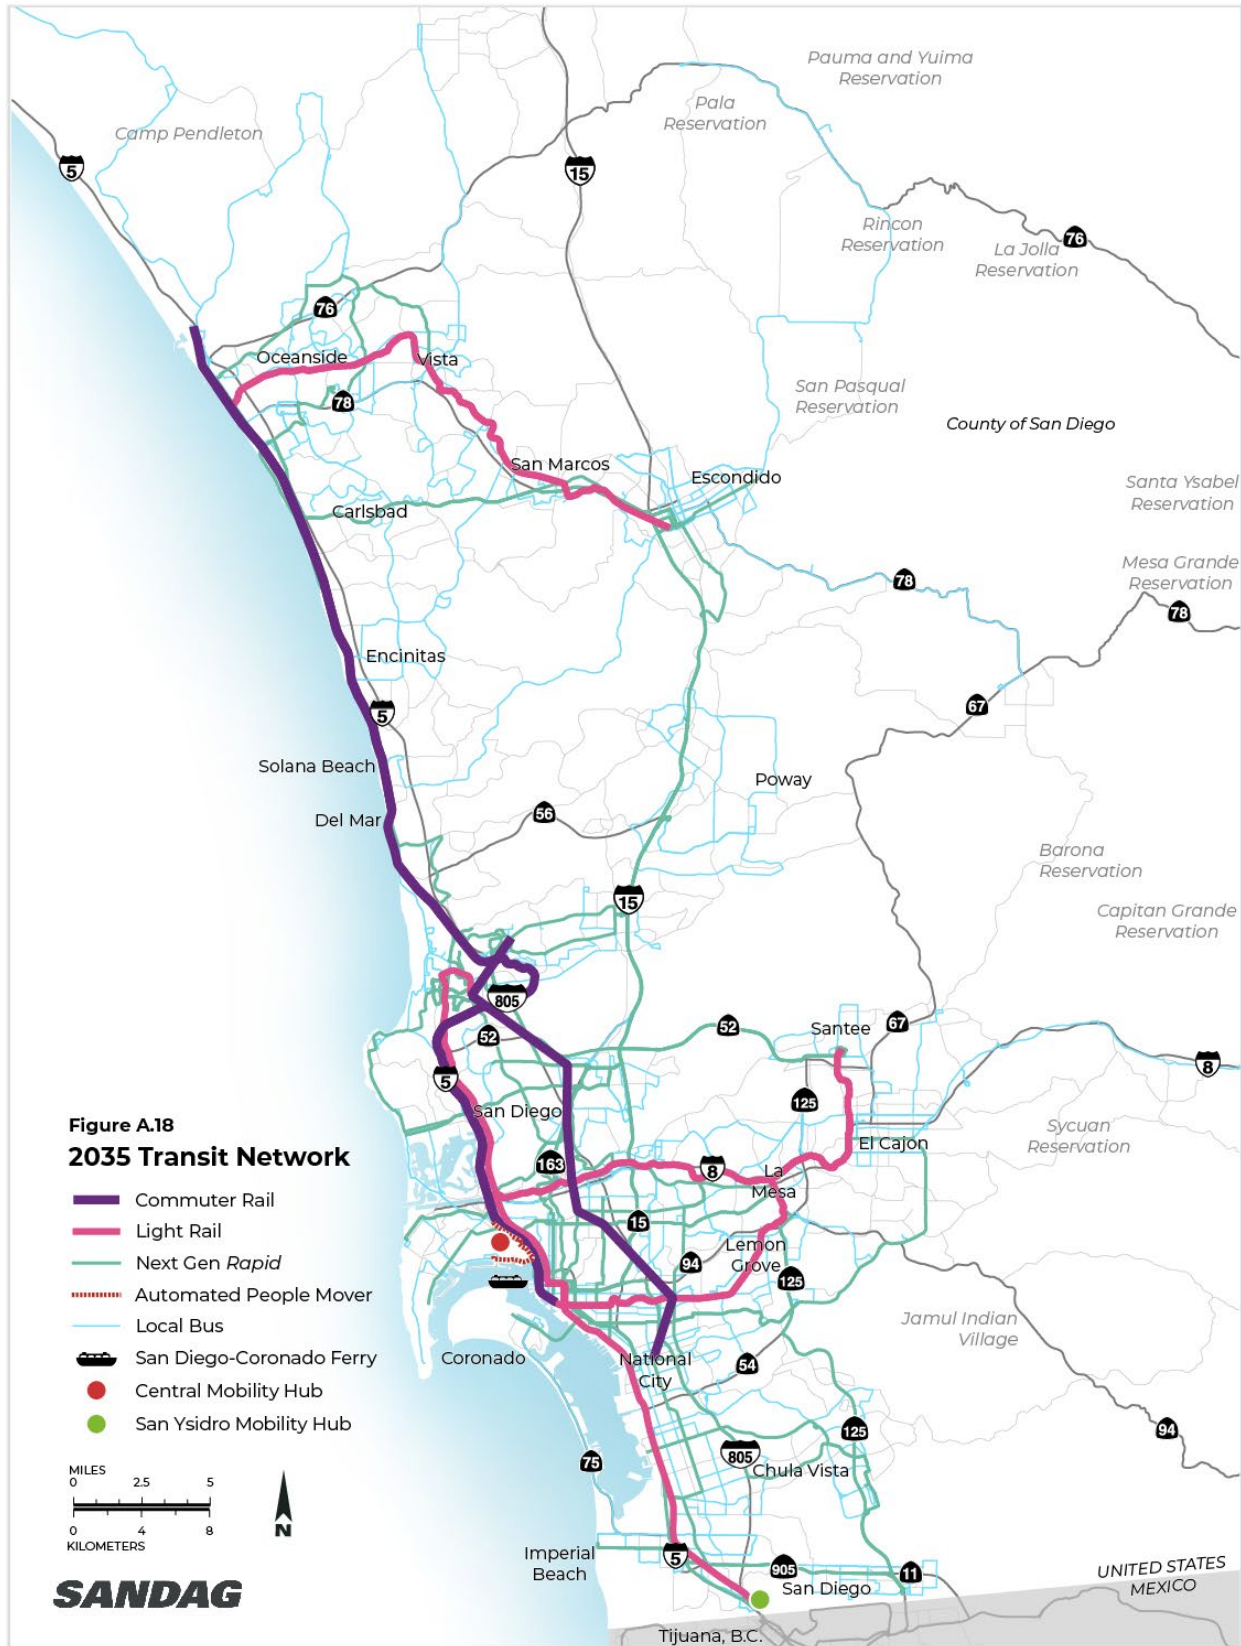 Pauma and Yuima
Reservation
Pala
Reservation
Camp Pendleton
5
15
Rincon
Reservation
La Jolla
Reservation
76
76
Oceanside
Vista
78
San Pasqual
Reservation
County of San Diego
San Marcos
Escondido
Santa Ysabel
Reservation
Carlsbad
78
Mesa Grande
Reservation
78
Encinitas
5
67
Solana Beach
Poway
Del Mar
56
Barona
Reservation
15
Capitan Grande
Reservation
805
52
52
Santee
67
8
5
125
San Diego
Sycuan
Reservation
El Cajon
163
8
La
Mesa
15
Lemon
Grove
94
125
Jamul Indian
Village
Coronado
National
City
54
125
94
75
805
Chula Vista
Imperial
Beach
5
905
11
San Diego
UNITED STATES
MEXICO
Tijuana, B.C.
Figure A.18
2035 Transit Network
Commuter Rail
Light Rail
Next Gen Rapid
Automated People Mover
Local Bus
San Diego-Coronado Ferry
Central Mobility Hub
San Ysidro Mobility Hub
MILES
0 2.5 5
0 4 8
KILOMETERS
N
SANDAG